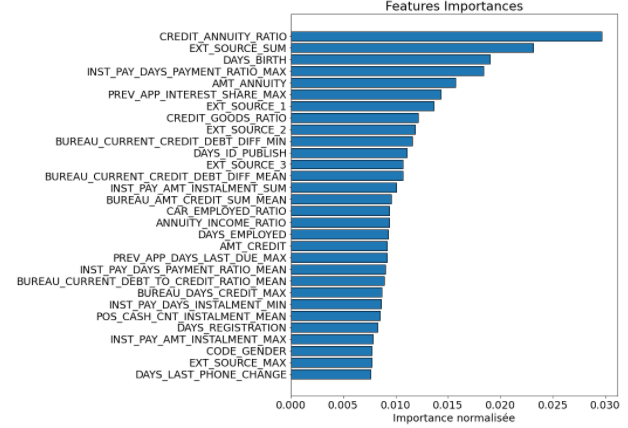 Features Importances
CREDIT_ANNUITY_RATIO
EXT_SOURCE_SUM
DAYS_BIRTH
INST_PAY_DAYS_PAYMENT_RATIO_MAX
AMT_ANNUITY
PREV_APP_INTEREST_SHARE_MAX
EXT_SOURCE_1
CREDIT_GOODS_RATIO
EXT_SOURCE_2
BUREAU_CURRENT_CREDIT_DEBT_DIFF_MIN
DAYS_ID_PUBLISH
EXT_SOURCE_3
BUREAU_CURRENT_CREDIT_DEBT_DIFF_MEAN
INST_PAY_AMT_INSTALMENT_SUM
BUREAU_AMT_CREDIT_SUM_MEAN
CAR_EMPLOYED_RATIO
ANNUITY_INCOME_RATIO
DAYS_EMPLOYED
AMT_CREDIT
PREV_APP_DAYS_LAST_DUE_MAX
INST_PAY_DAYS_PAYMENT_RATIO_MEAN
BUREAU_CURRENT_DEBT_TO_CREDIT_RATIO_MEAN
BUREAU_DAYS_CREDIT_MAX
INST_PAY_DAYS_INSTALMENT_MIN
POS_CASH_CNT_INSTALMENT_MEAN
DAYS_REGISTRATION
INST_PAY_AMT_INSTALMENT_MAX
CODE_GENDER
EXT_SOURCE_MAX
DAYS_LAST_PHONE_CHANGE
0.000 0.005 0.010 0.015 0.020 0.025 0.030
Importance normalisée